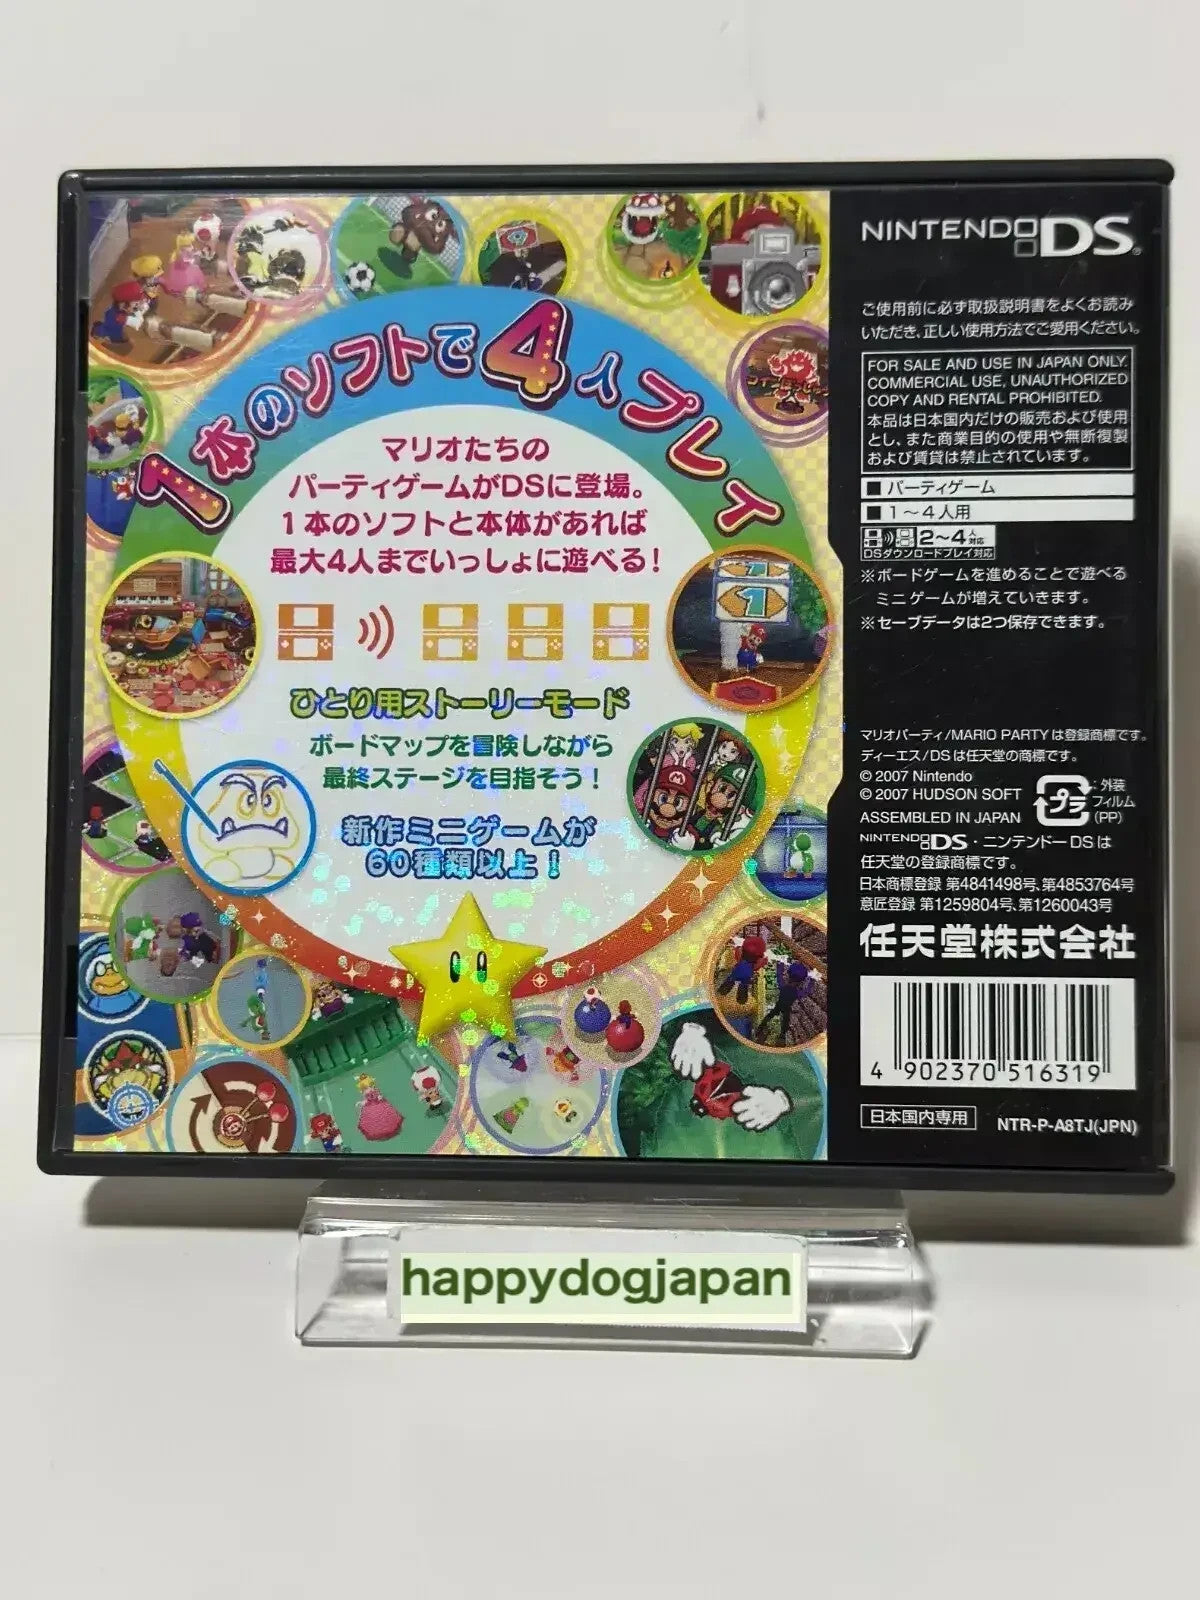 1本のソフトで4人プレイ
マリオたちの
パーティゲームがDSに登場。
1本のソフトと本体があれば
最大4人までいっしょに遊べる！
ひとり用ストーリーモード
ボードマップを冒険しながら
最終ステージを目指そう！
新作ミニゲームが
60種類以上！
NINTENDO DS
ご使用前に必ず取扱説明書をよくお読み
いただき、正しい使用方法でご愛用ください。
FOR SALE AND USE IN JAPAN ONLY.
COMMERCIAL USE, UNAUTHORIZED
COPY AND RENTAL PROHIBITED.
本品は日本国内だけの販売および使用
とし、また商業目的の使用や無断複製
および賃貸は禁止されています。
■ パーティゲーム
■ 1～4人用
2～4人対応
DSダウンロードプレイ対応
※ボードゲームを進めることで遊べる
ミニゲームが増えていきます。
※セーブデータは2つ保存できます。
マリオパーティ/MARIO PARTYは登録商標です。
ディーエス/DSは任天堂の商標です。
© 2007 Nintendo
© 2007 HUDSON SOFT
ASSEMBLED IN JAPAN
プラ
:外装
フィルム
(PP)
NINTENDO DS・ニンテンドーDSは
任天堂の登録商標です。
日本商標登録 第4841498号、第4853764号
意匠登録 第1259804号、第1260043号
任天堂株式会社
4 902370 516319
日本国内専用
NTR-P-A8TJ(JPN)
happydogjapan